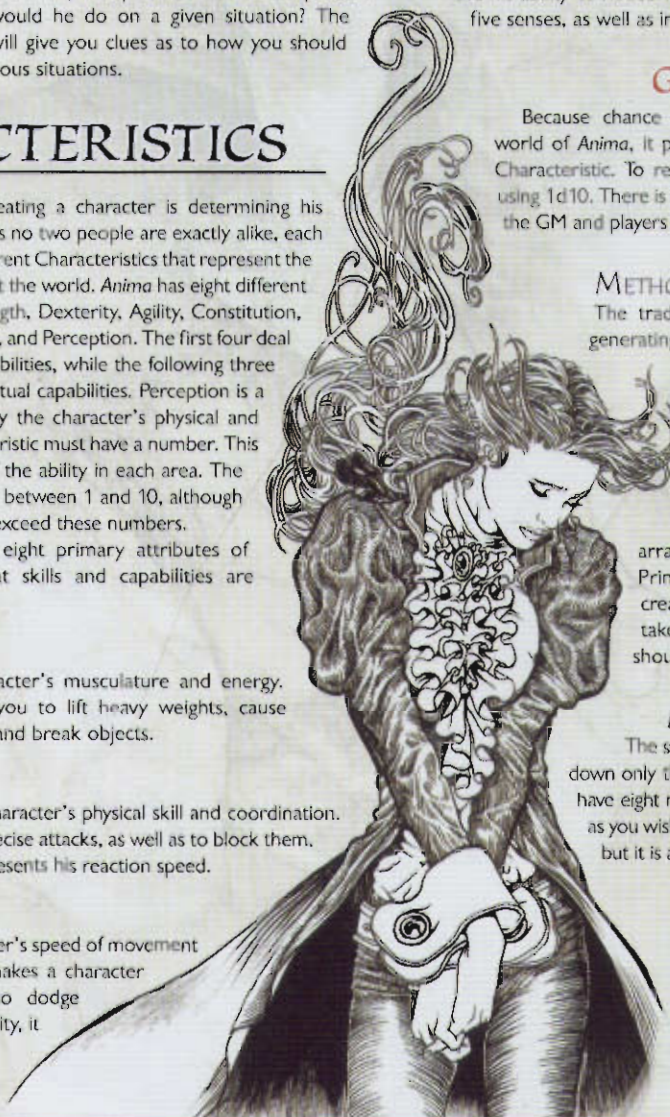 would he do on a given situation? The
will give you clues as to how you should
ous situations.
CTERISTICS
eating a character is determining his
s no two people are exactly alike, each
ent Characteristics that represent the
t the world. Anima has eight different
gth, Dexterity, Agility, Constitution,
, and Perception. The first four deal
bilities, while the following three
tual capabilities. Perception is a
y the character's physical and
ristic must have a number. This
the ability in each area. The
between 1 and 10, although
exceed these numbers.
eight primary attributes of
t skills and capabilities are
acter's musculature and energy.
you to lift heavy weights, cause
and break objects.
haracter's physical skill and coordination.
ecise attacks, as well as to block them.
esents his reaction speed.
er's speed of movement
makes a character
o dodge
ity, it
five senses, as well as in
G
Because chance
world of Anima, it p
Characteristic. To re
using 1d10. There is
the GM and players
METHO
The trad
generating
arra
Prin
crea
take
shou
The s
down only t
have eight r
as you wis
but it is a